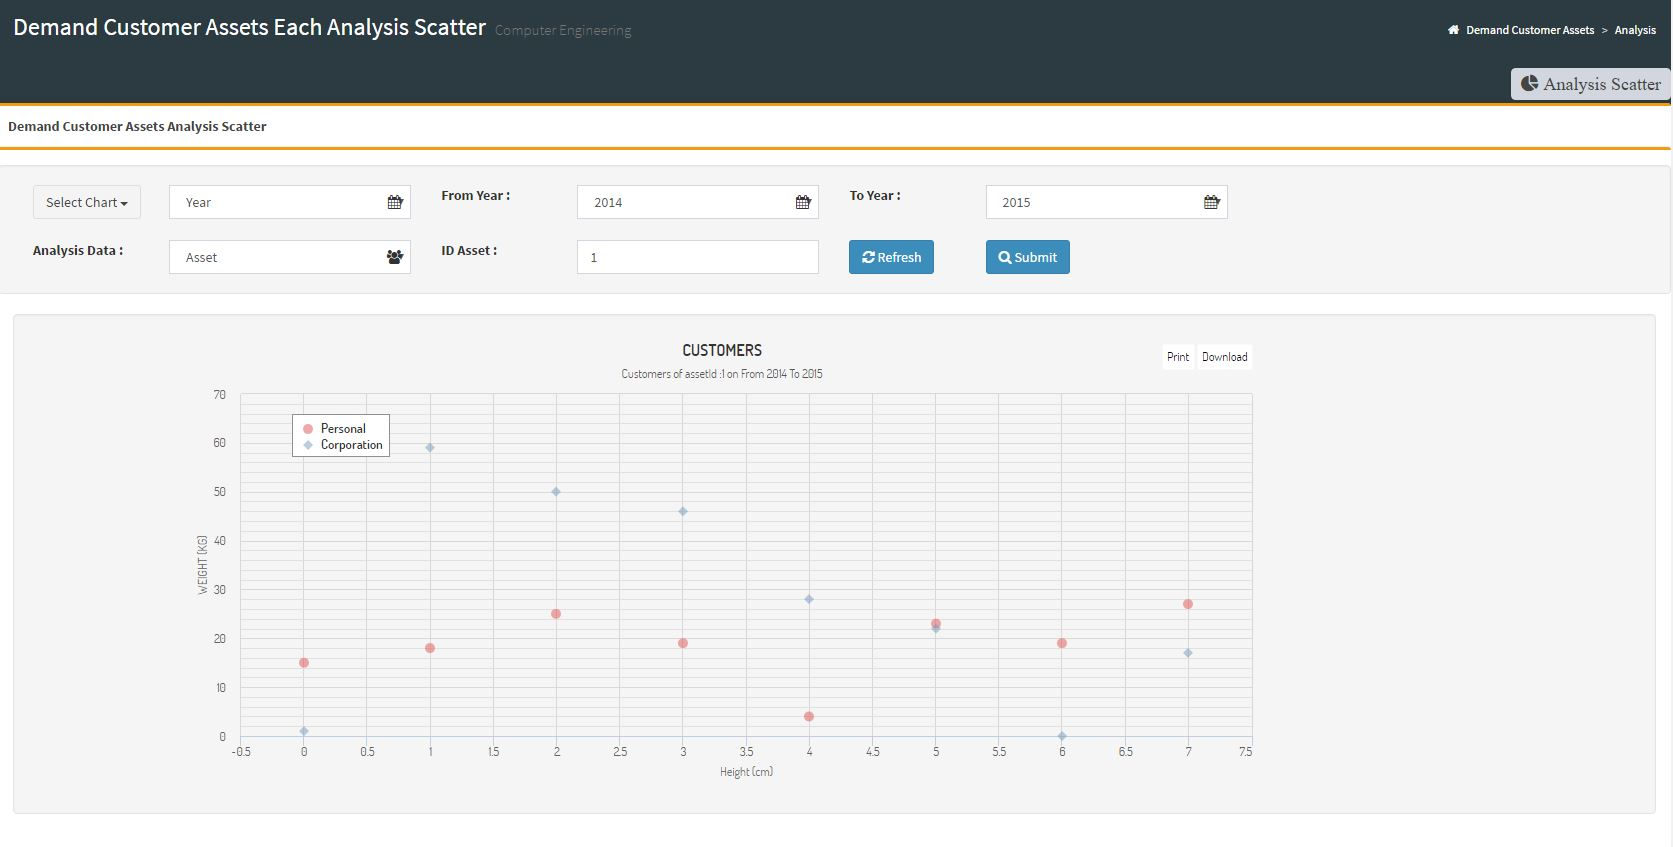 Demand Customer Assets Each Analysis Scatter Computer Engineering
Demand Customer Assets > Analysis
Analysis Scatter
Demand Customer Assets Analysis Scatter
Select Chart Year From Year : 2014 To Year : 2015
Analysis Data : Asset ID Asset : 1 Refresh Submit
CUSTOMERS
Print Download
Customers of assetId :1 on From 2014 To 2015
70
Personal
60
Corporation
50
40
WEIGHT (KG)
30
20
10
0
-0.5 0 0.5 1 1.5 2 2.5 3 3.5 4 4.5 5 5.5 6 6.5 7 7.5
Height (cm)